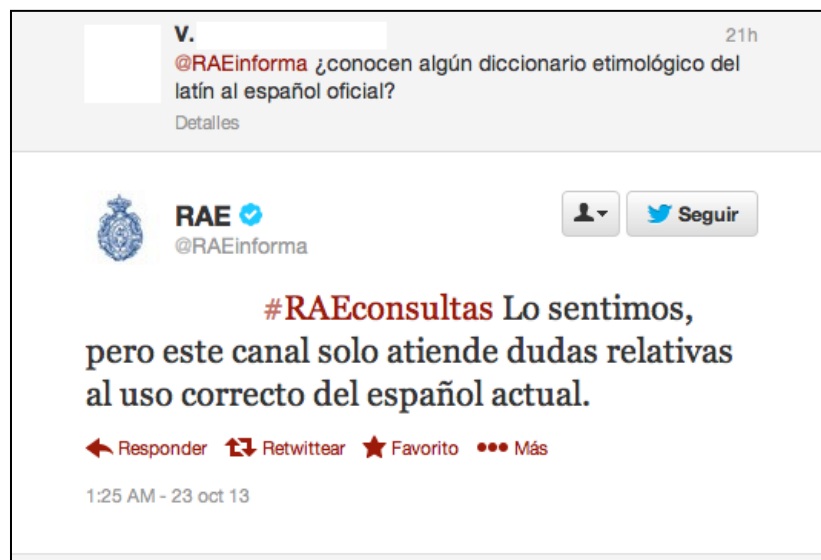 V.
21h
@RAEinforma ¿conocen algún diccionario etimológico del
latín al español oficial?
Detalles
RAE
@RAEinforma
Seguir
#RAEconsultas Lo sentimos,
pero este canal solo atiende dudas relativas
al uso correcto del español actual.
Responder Retwittear Favorito Más
1:25 AM - 23 oct 13